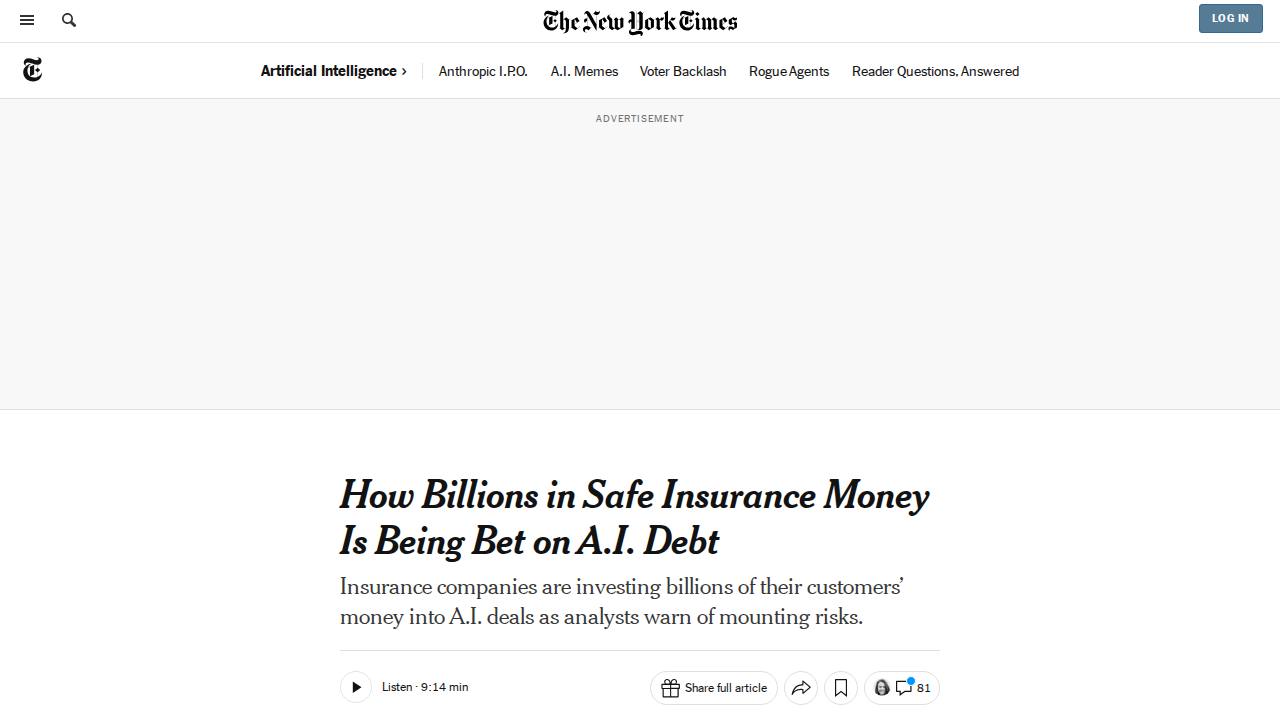 The New York Times
LOG IN
Artificial Intelligence ›
Anthropic I.P.O.
A.I. Memes
Voter Backlash
Rogue Agents
Reader Questions, Answered
ADVERTISEMENT
How Billions in Safe Insurance Money
Is Being Bet on A.I. Debt
Insurance companies are investing billions of their customers’
money into A.I. deals as analysts warn of mounting risks.
Listen · 9:14 min
Share full article
81